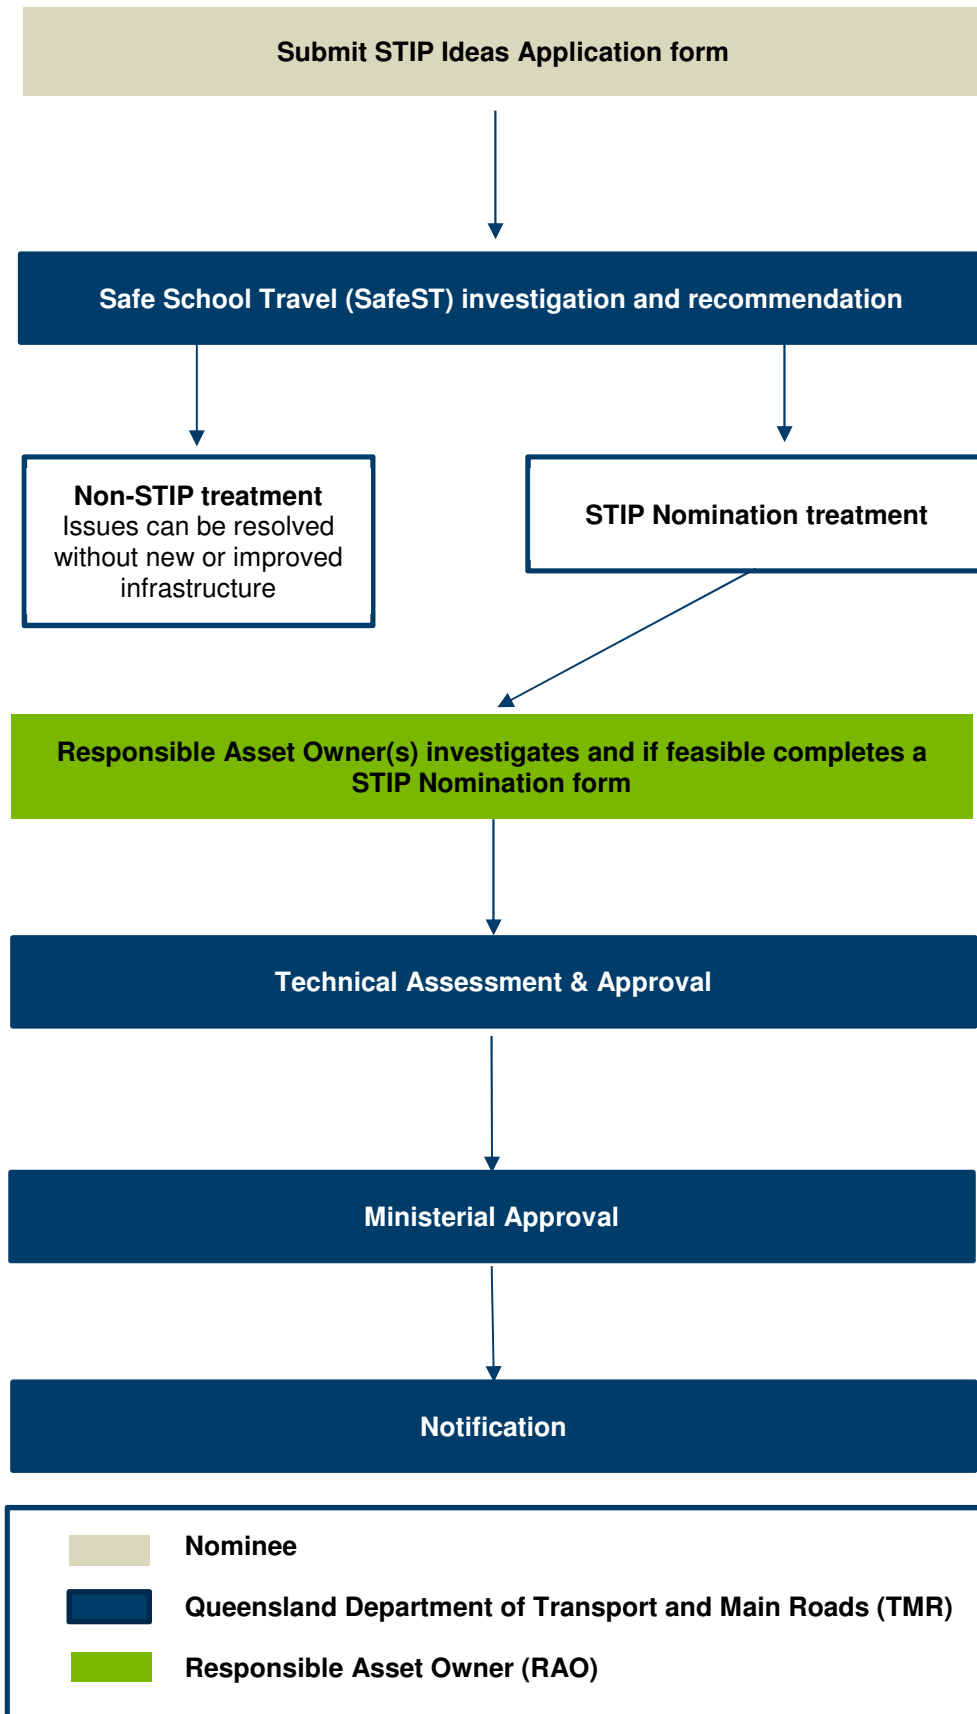 Submit STIP Ideas Application form
Safe School Travel (SafeST) investigation and recommendation
Non-STIP treatment
Issues can be resolved
without new or improved
infrastructure
STIP Nomination treatment
Responsible Asset Owner(s) investigates and if feasible completes a
STIP Nomination form
Technical Assessment & Approval
Ministerial Approval
Notification
Nominee
Queensland Department of Transport and Main Roads (TMR)
Responsible Asset Owner (RAO)